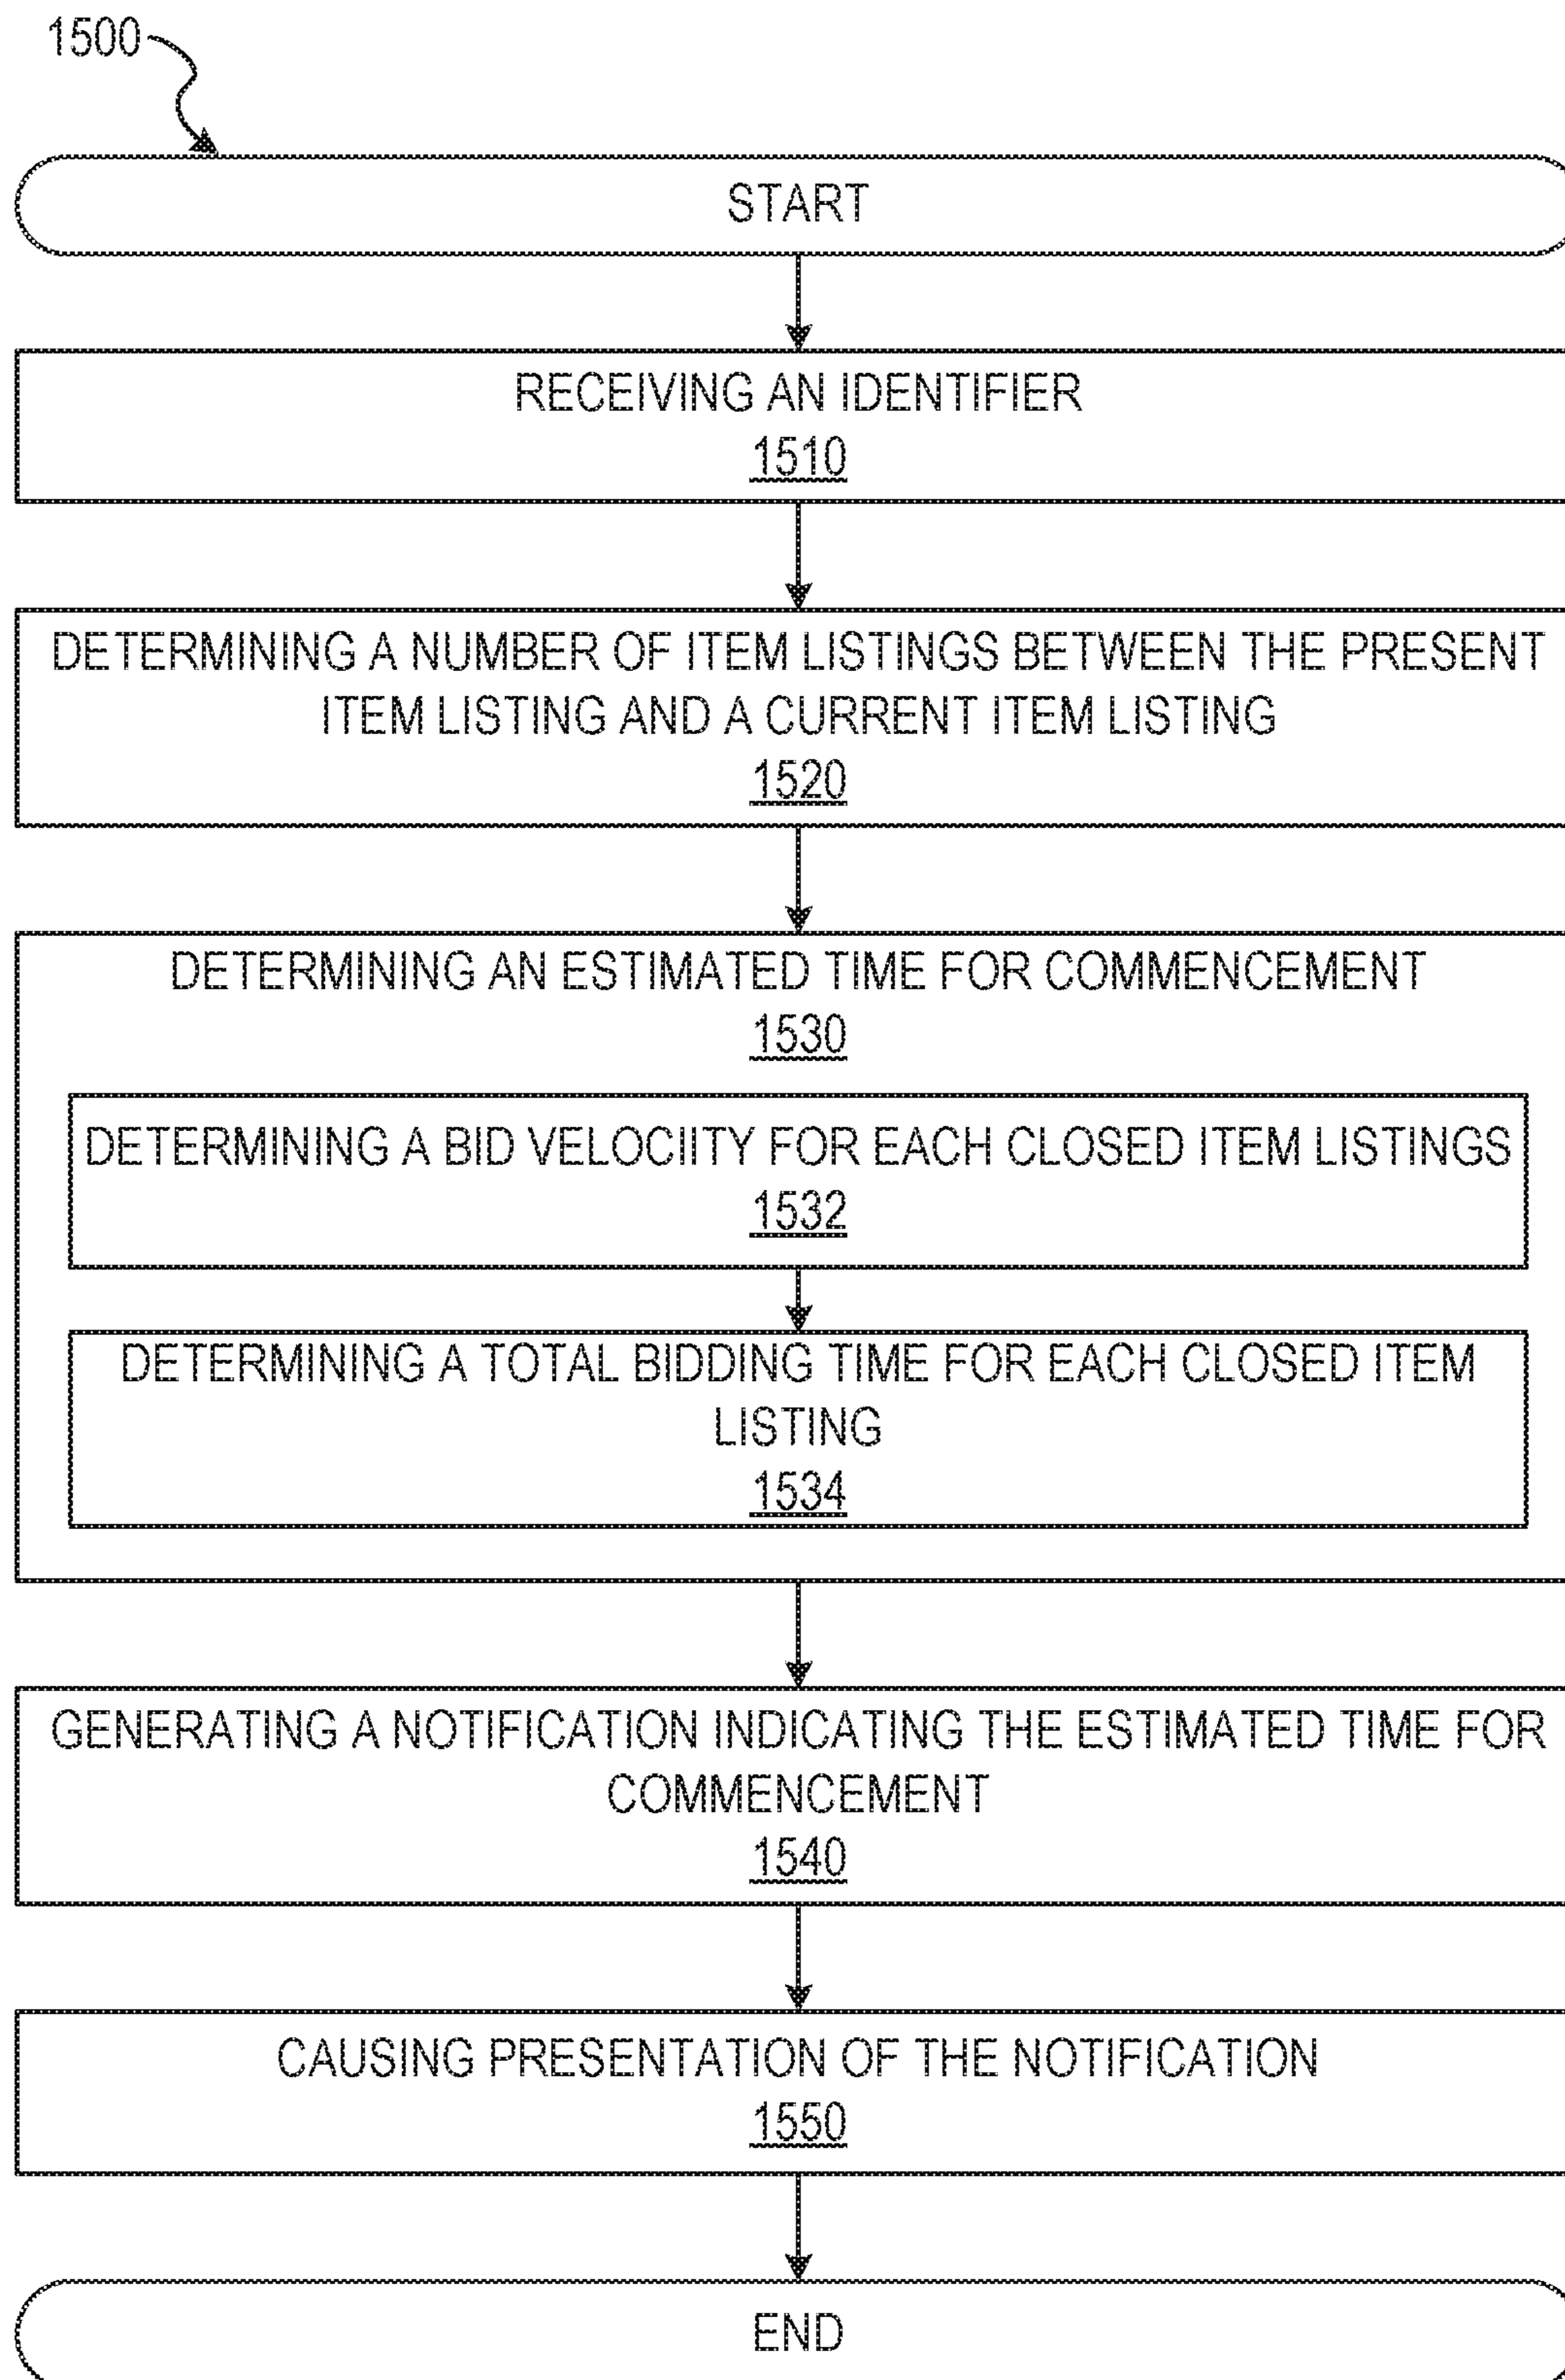 1500
START
RECEIVING AN IDENTIFIER
1510
DETERMINING A NUMBER OF ITEM LISTINGS BETWEEN THE PRESENT
ITEM LISTING AND A CURRENT ITEM LISTING
1520
DETERMINING AN ESTIMATED TIME FOR COMMENCEMENT
1530
DETERMINING A BID VELOCIITY FOR EACH CLOSED ITEM LISTINGS
1532
DETERMINING A TOTAL BIDDING TIME FOR EACH CLOSED ITEM
LISTING
1534
GENERATING A NOTIFICATION INDICATING THE ESTIMATED TIME FOR
COMMENCEMENT
1540
CAUSING PRESENTATION OF THE NOTIFICATION
1550
END